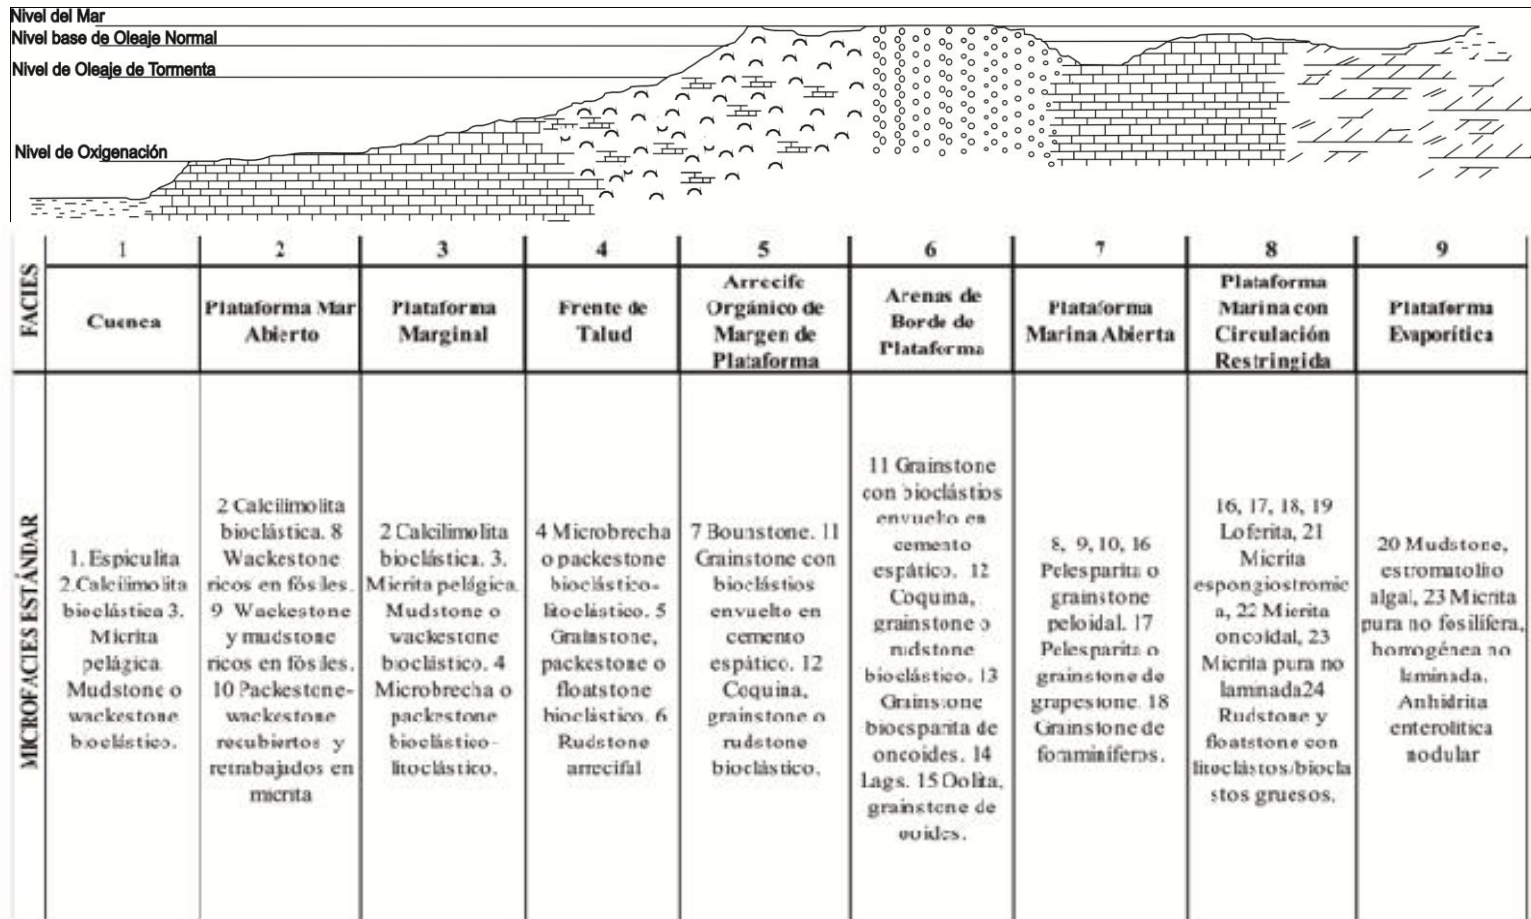 Nivel del Mar
Nivel base de Oleaje Normal
Nivel de Oleaje de Tormenta
Nivel de Oxigenación
FACIES
1
2
3
4
5
6
7
8
9
Cuenca
Plataforma Mar
Abierto
Plataforma
Marginal
Frente de
Talud
Arrecife
Orgánico de
Margen de
Plataforma
Arenas de
Borde de
Plataforma
Plataforma
Marina Abierta
Plataforma
Marina con
Circulación
Restringida
Plataforma
Evaporítica
MICROFACIES ESTÁNDAR
1. Espiculita
2.Calcilimolita
bioclástica 3.
Micrita
pelágica.
Mudstone o
wackestone
bioclástico.
2 Calcilimolita
bioclástica. 8
Wackestone
ricos en fósiles.
9 Wackestone
y mudstone
ricos en fósiles.
10 Packestone-
wackestone
recubiertos y
retrabajados en
micrita
2 Calcilimolita
bioclástica. 3.
Micrita pelágica.
Mudstone o
wackestone
bioclástico. 4
Microbrecha o
packestone
bioclástico-
litoclástico.
4 Microbrecha
o packestone
bioclástico-
litoclástico. 5
Grainstone,
packestone o
floatstone
bioclástico. 6
Rudstone
arrecifal
7 Bounstone. 11
Grainstone con
bioclástios
envuelto en
cemento
espático. 12
Coquina,
grainstone o
rudstone
bioclástico.
11 Grainstone
con bioclástios
envuelto en
cemento
espático. 12
Coquina,
grainstone o
rudstone
bioclástico. 13
Grainstone
bioesparita de
oncoides. 14
Lags. 15 Oolita,
grainstone de
ooides.
8, 9, 10, 16
Pelesparita o
grainstone
peloidal. 17
Pelesparita o
grainstone de
grapestone. 18
Grainstone de
foraminíferos.
16, 17, 18, 19
Loferita, 21
Micrita
espongiostromic
a, 22 Micrita
oncoidal, 23
Micrita pura no
laminada24
Rudstone y
floatstone con
litoclástos/biocla
stos gruesos.
20 Mudstone,
estromatolito
algal, 23 Micrita
pura no fosilífera,
homogénea no
laminada.
Anhidrita
enterolítica
nodular